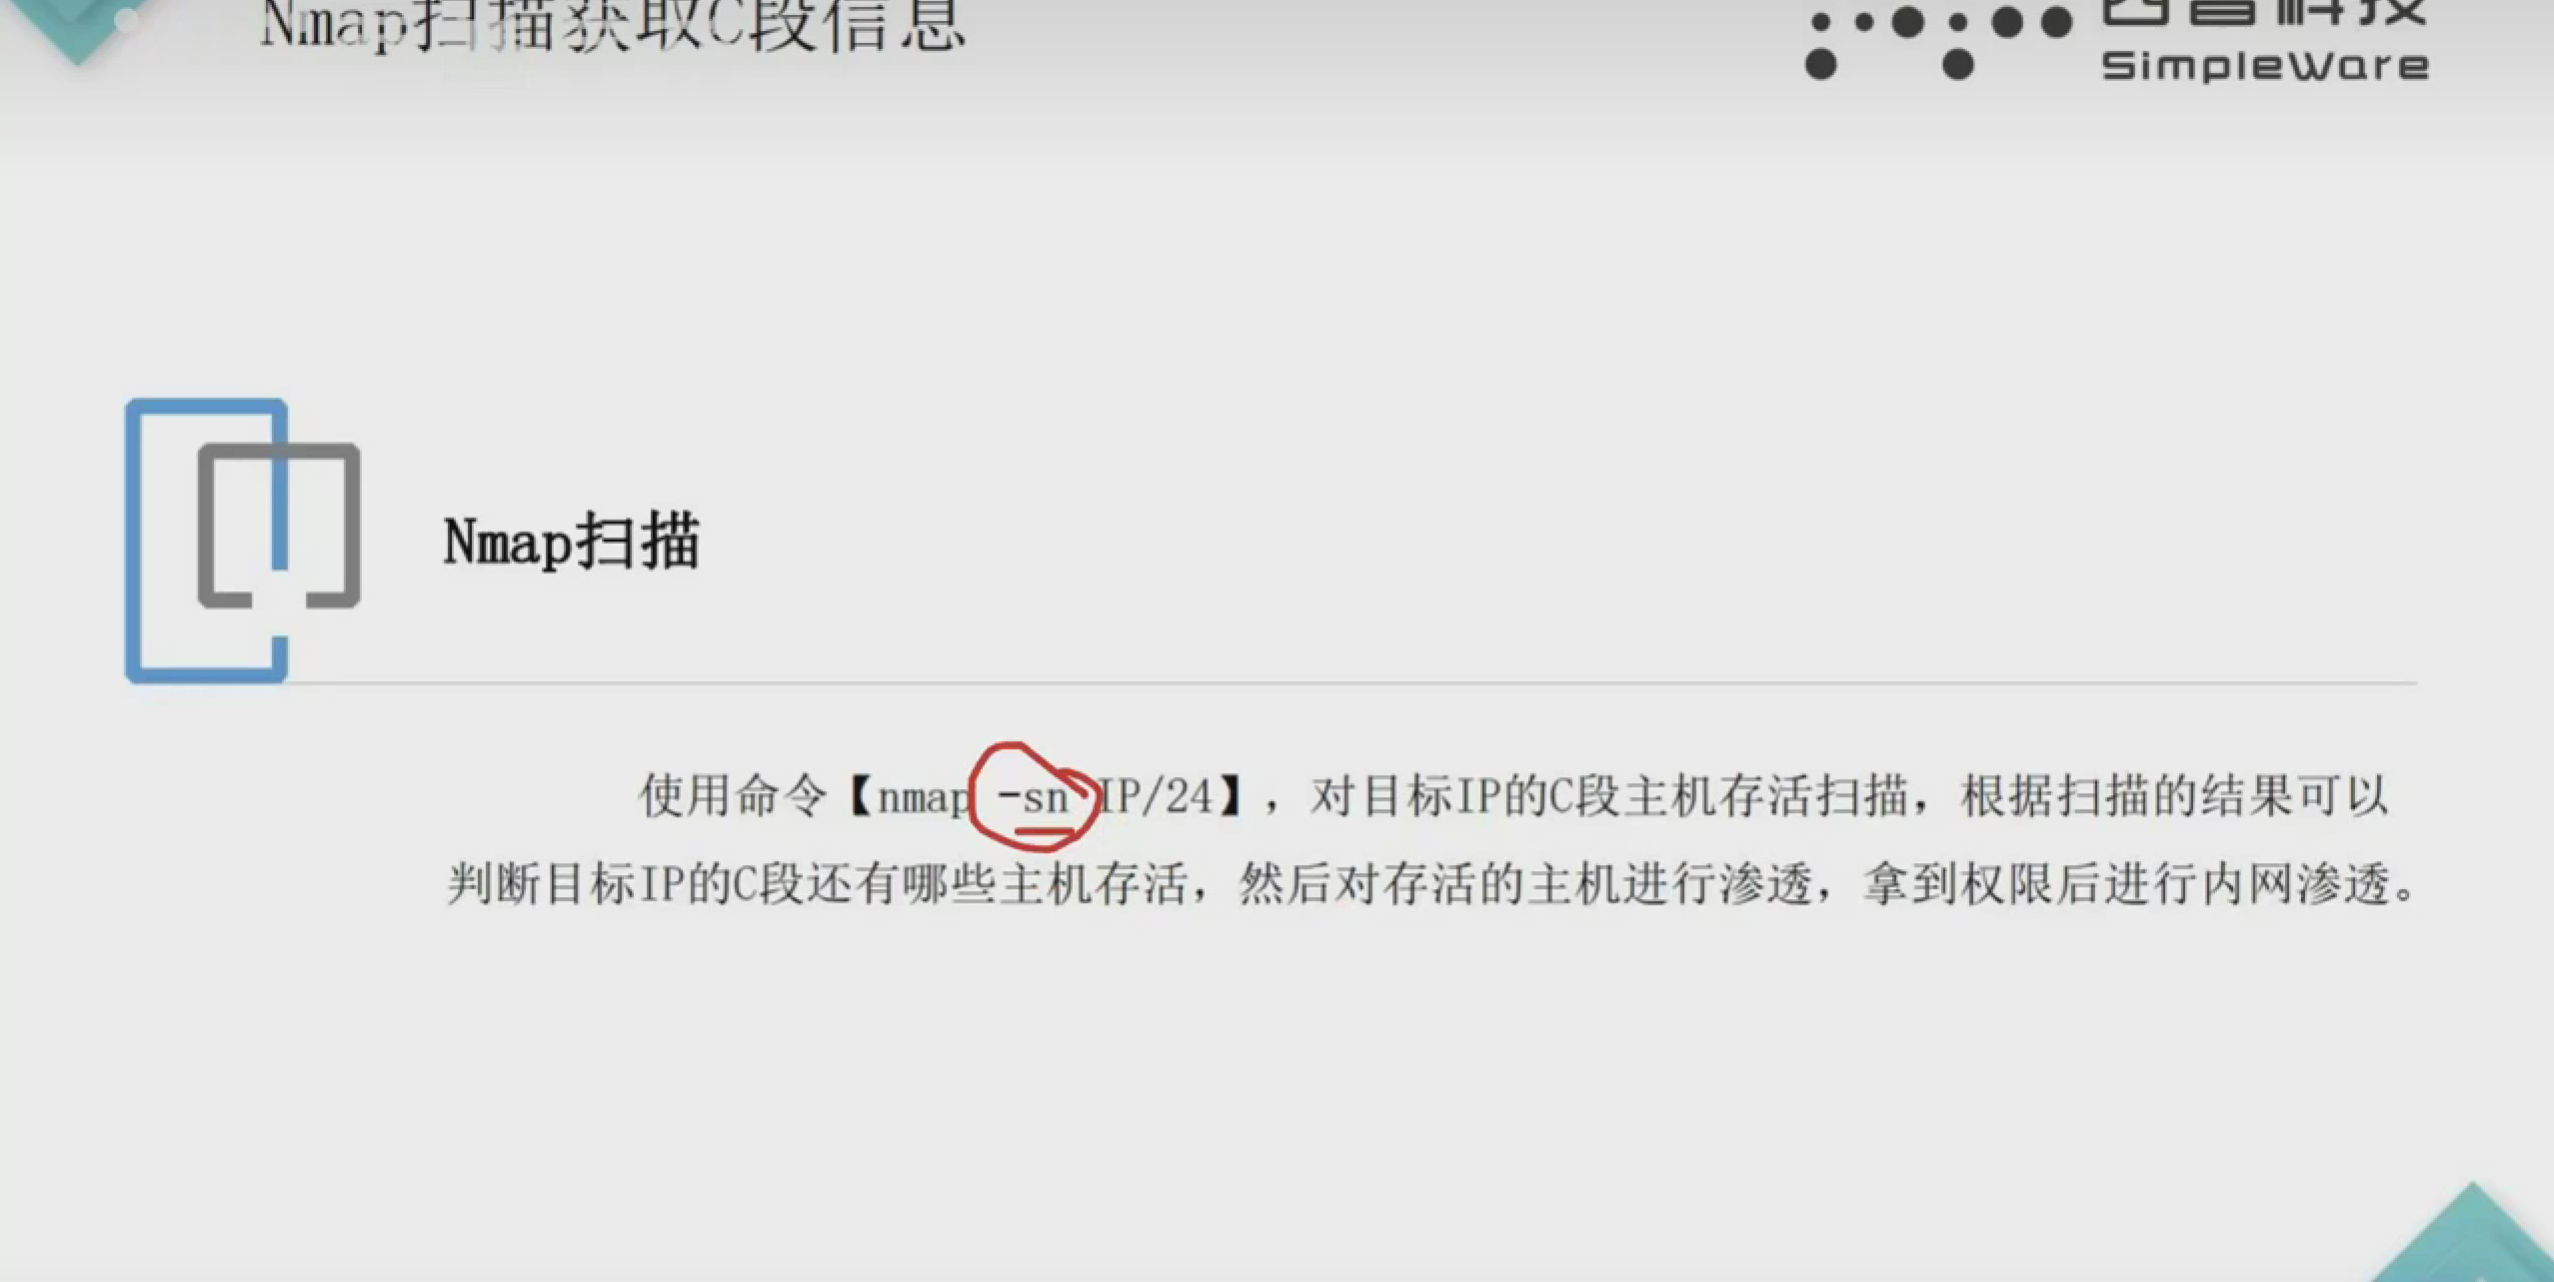 Nmap扫描获取C段信息
西普科技
SimpleWare
Nmap扫描
使用命令【nmap -sn IP/24】,对目标IP的C段主机存活扫描,根据扫描的结果可以
判断目标IP的C段还有哪些主机存活,然后对存活的主机进行渗透,拿到权限后进行内网渗透。